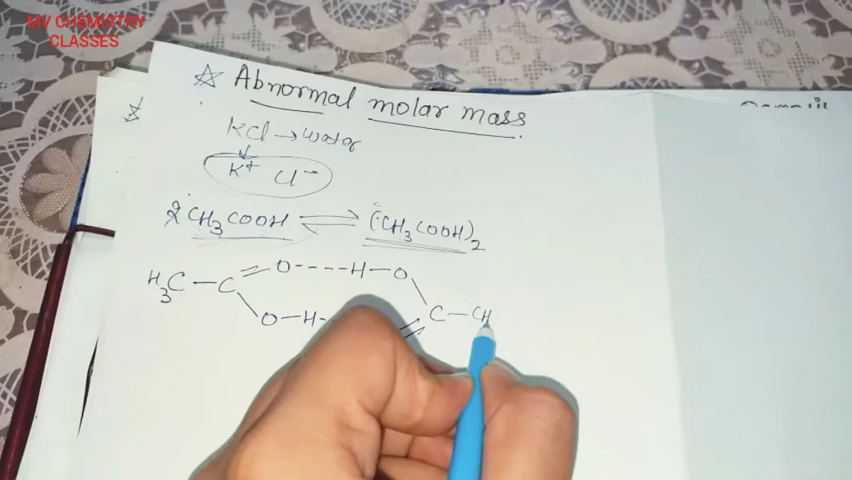 MV CHEMISTRY
CLASSES
☆ Abnormal molar mass
KCl → Water
↓
K⁺ Cl⁻
2CH₃COOH ⇌ (CH₃COOH)₂
O----H-O
H₃C-C
C-CH
O-H-